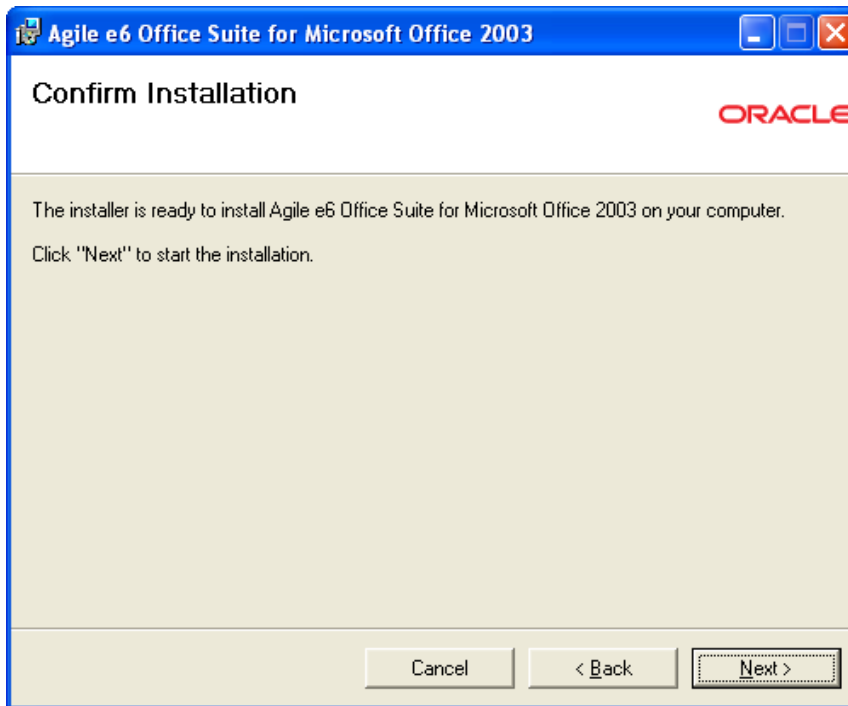 Agile e6 Office Suite for Microsoft Office 2003
Confirm Installation
ORACLE
The installer is ready to install Agile e6 Office Suite for Microsoft Office 2003 on your computer.
Click "Next" to start the installation.
Cancel
< Back
Next >